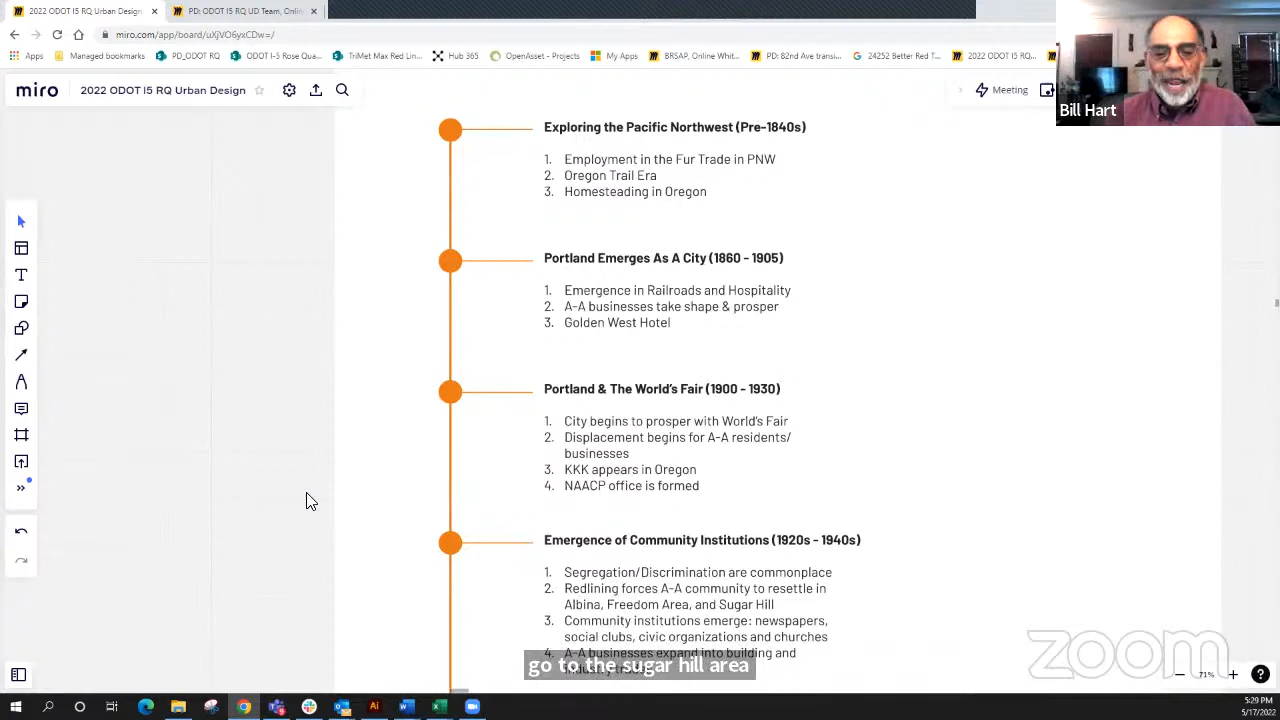 2022 ODOT I5 RQ Urban Design ×
PD: ODOT RQ UD Team, Online ×
miro.com/app/board/uXjVO6yxCDw=/
Apps Managed bookmarks PD_ODOT RQ ODOT I-5 Rose Qua... TriMet Max Red Lin... Hub 365 OpenAsset - Projects My Apps BRSAP, Online Whit... PD: 82nd Ave transi... 24252 Better Red T... 2022 ODOT I5 RQ...
miro 2022 ODOT I5 RQ Urban Design
Meeting
Bill Hart
Exploring the Pacific Northwest (Pre-1840s)
1. Employment in the Fur Trade in PNW
2. Oregon Trail Era
3. Homesteading in Oregon
Portland Emerges As A City (1860 - 1905)
1. Emergence in Railroads and Hospitality
2. A-A businesses take shape & prosper
3. Golden West Hotel
Portland & The World's Fair (1900 - 1930)
1. City begins to prosper with World's Fair
2. Displacement begins for A-A residents/
businesses
3. KKK appears in Oregon
4. NAACP office is formed
Emergence of Community Institutions (1920s - 1940s)
1. Segregation/Discrimination are commonplace
2. Redlining forces A-A community to resettle in
Albina, Freedom Area, and Sugar Hill
3. Community institutions emerge: newspapers,
social clubs, civic organizations and churches
4. A-A businesses expand into building and
go to the sugar hill area
zoom
71%
5:29 PM
5/17/2022